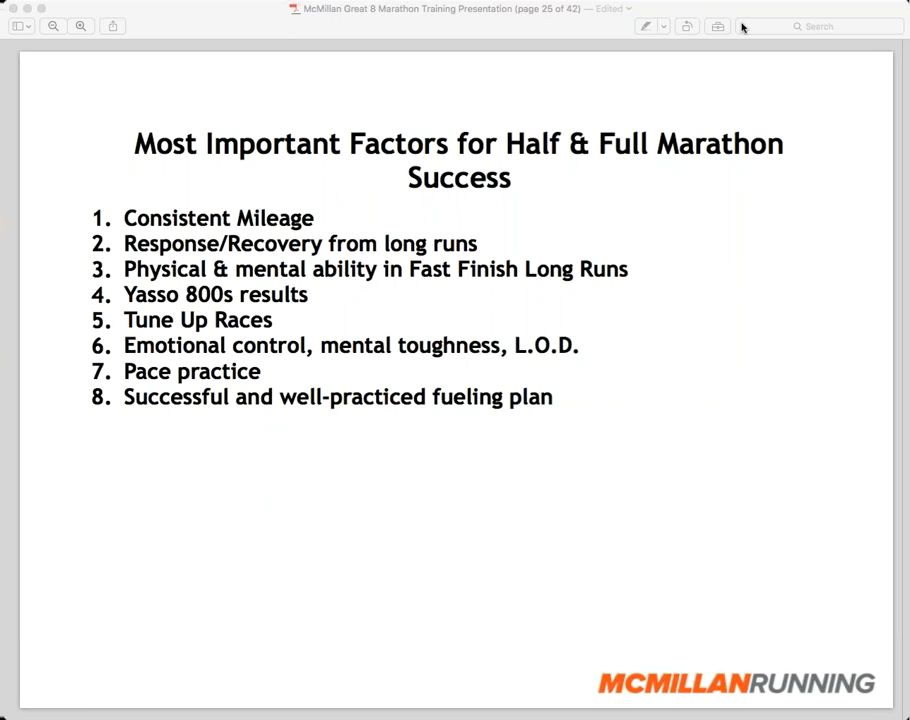 McMillan Great 8 Marathon Training Presentation (page 25 of 42) — Edited
Search
Most Important Factors for Half & Full Marathon
Success
1. Consistent Mileage
2. Response/Recovery from long runs
3. Physical & mental ability in Fast Finish Long Runs
4. Yasso 800s results
5. Tune Up Races
6. Emotional control, mental toughness, L.O.D.
7. Pace practice
8. Successful and well-practiced fueling plan
MCMILLANRUNNING